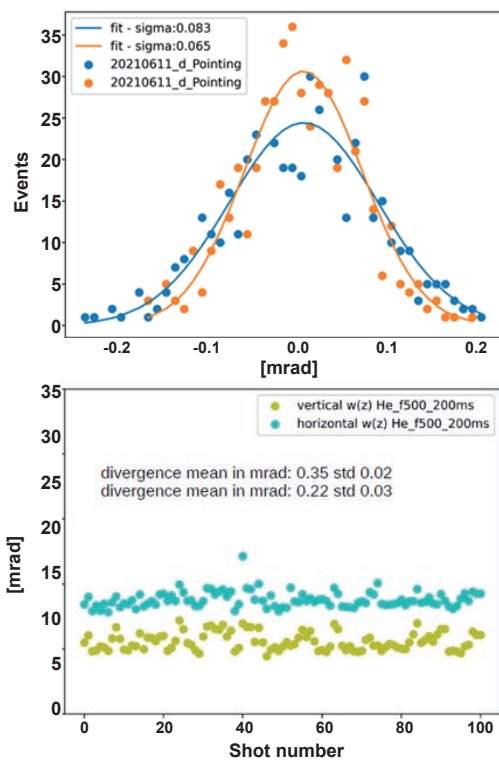 35
30
25
20
15
10
5
0
Events
fit - sigma:0.083
fit - sigma:0.065
20210611_d_Pointing
20210611_d_Pointing
-0.2 -0.1 0.0 0.1 0.2
[mrad]
35
30
25
20
15
10
5
0
[mrad]
vertical w(z) He_f500_200ms
horizontal w(z) He_f500_200ms
divergence mean in mrad: 0.35 std 0.02
divergence mean in mrad: 0.22 std 0.03
0 20 40 60 80 100
Shot number